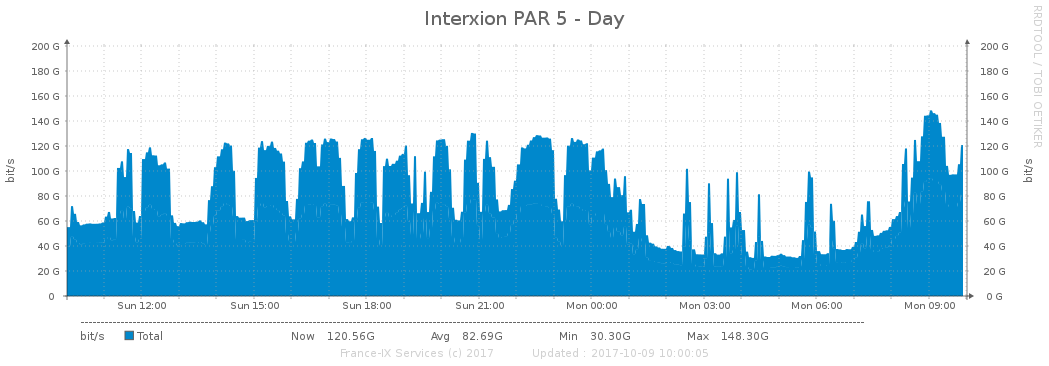 Interxion PAR 5 - Day
RRDTOOL / TOBI OETIKER
200 G 200 G
180 G 180 G
160 G 160 G
140 G 140 G
120 G 120 G
100 G 100 G
80 G 80 G
60 G 60 G
40 G 40 G
20 G 20 G
0 0 G
bit/s
bit/s
Sun 12:00 Sun 15:00 Sun 18:00 Sun 21:00 Mon 00:00 Mon 03:00 Mon 06:00 Mon 09:00
bit/s Total Now 120.56G Avg 82.69G Min 30.30G Max 148.30G
France-IX Services (c) 2017 Updated : 2017-10-09 10:00:05